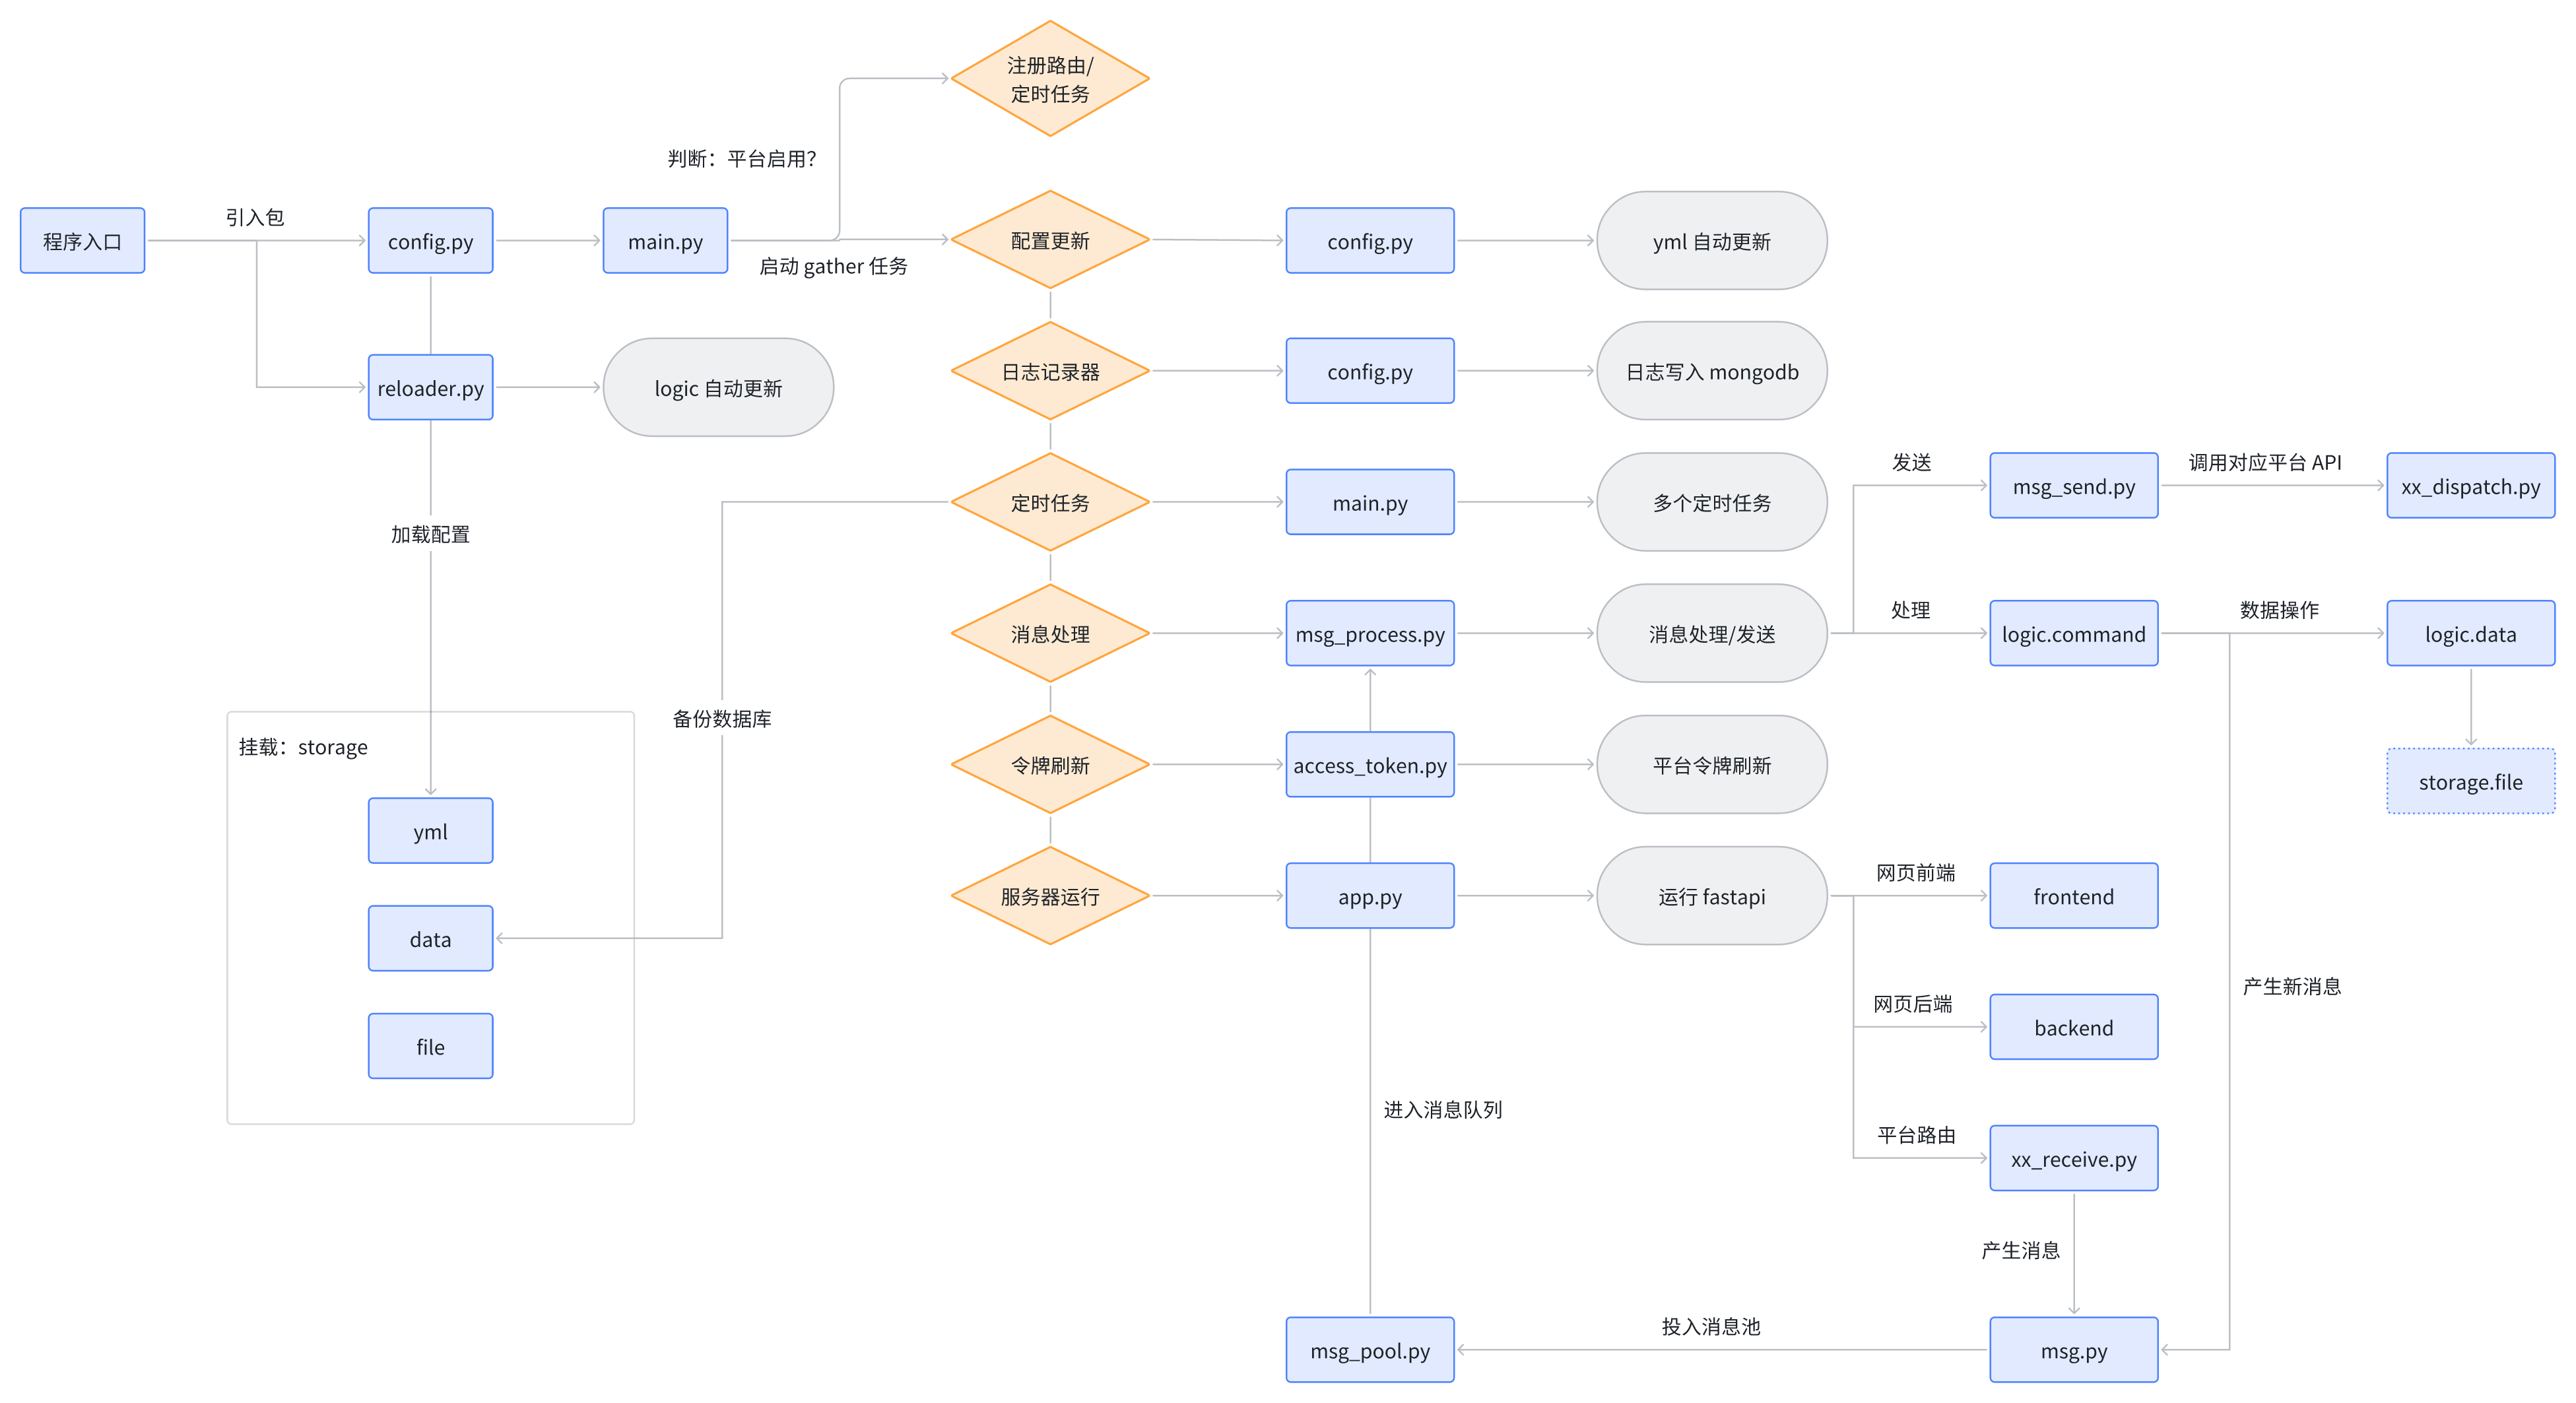 注册路由/
定时任务
判断：平台启用？
程序入口
引入包
config.py
main.py
启动 gather 任务
配置更新
config.py
yml 自动更新
reloader.py
logic 自动更新
日志记录器
config.py
日志写入 mongodb
加载配置
定时任务
main.py
多个定时任务
发送
msg_send.py
调用对应平台 API
xx_dispatch.py
消息处理
msg_process.py
消息处理/发送
处理
logic.command
数据操作
logic.data
备份数据库
挂载：storage
令牌刷新
access_token.py
平台令牌刷新
storage.file
yml
data
file
服务器运行
app.py
运行 fastapi
网页前端
frontend
网页后端
backend
产生新消息
进入消息队列
平台路由
xx_receive.py
产生消息
msg_pool.py
投入消息池
msg.py